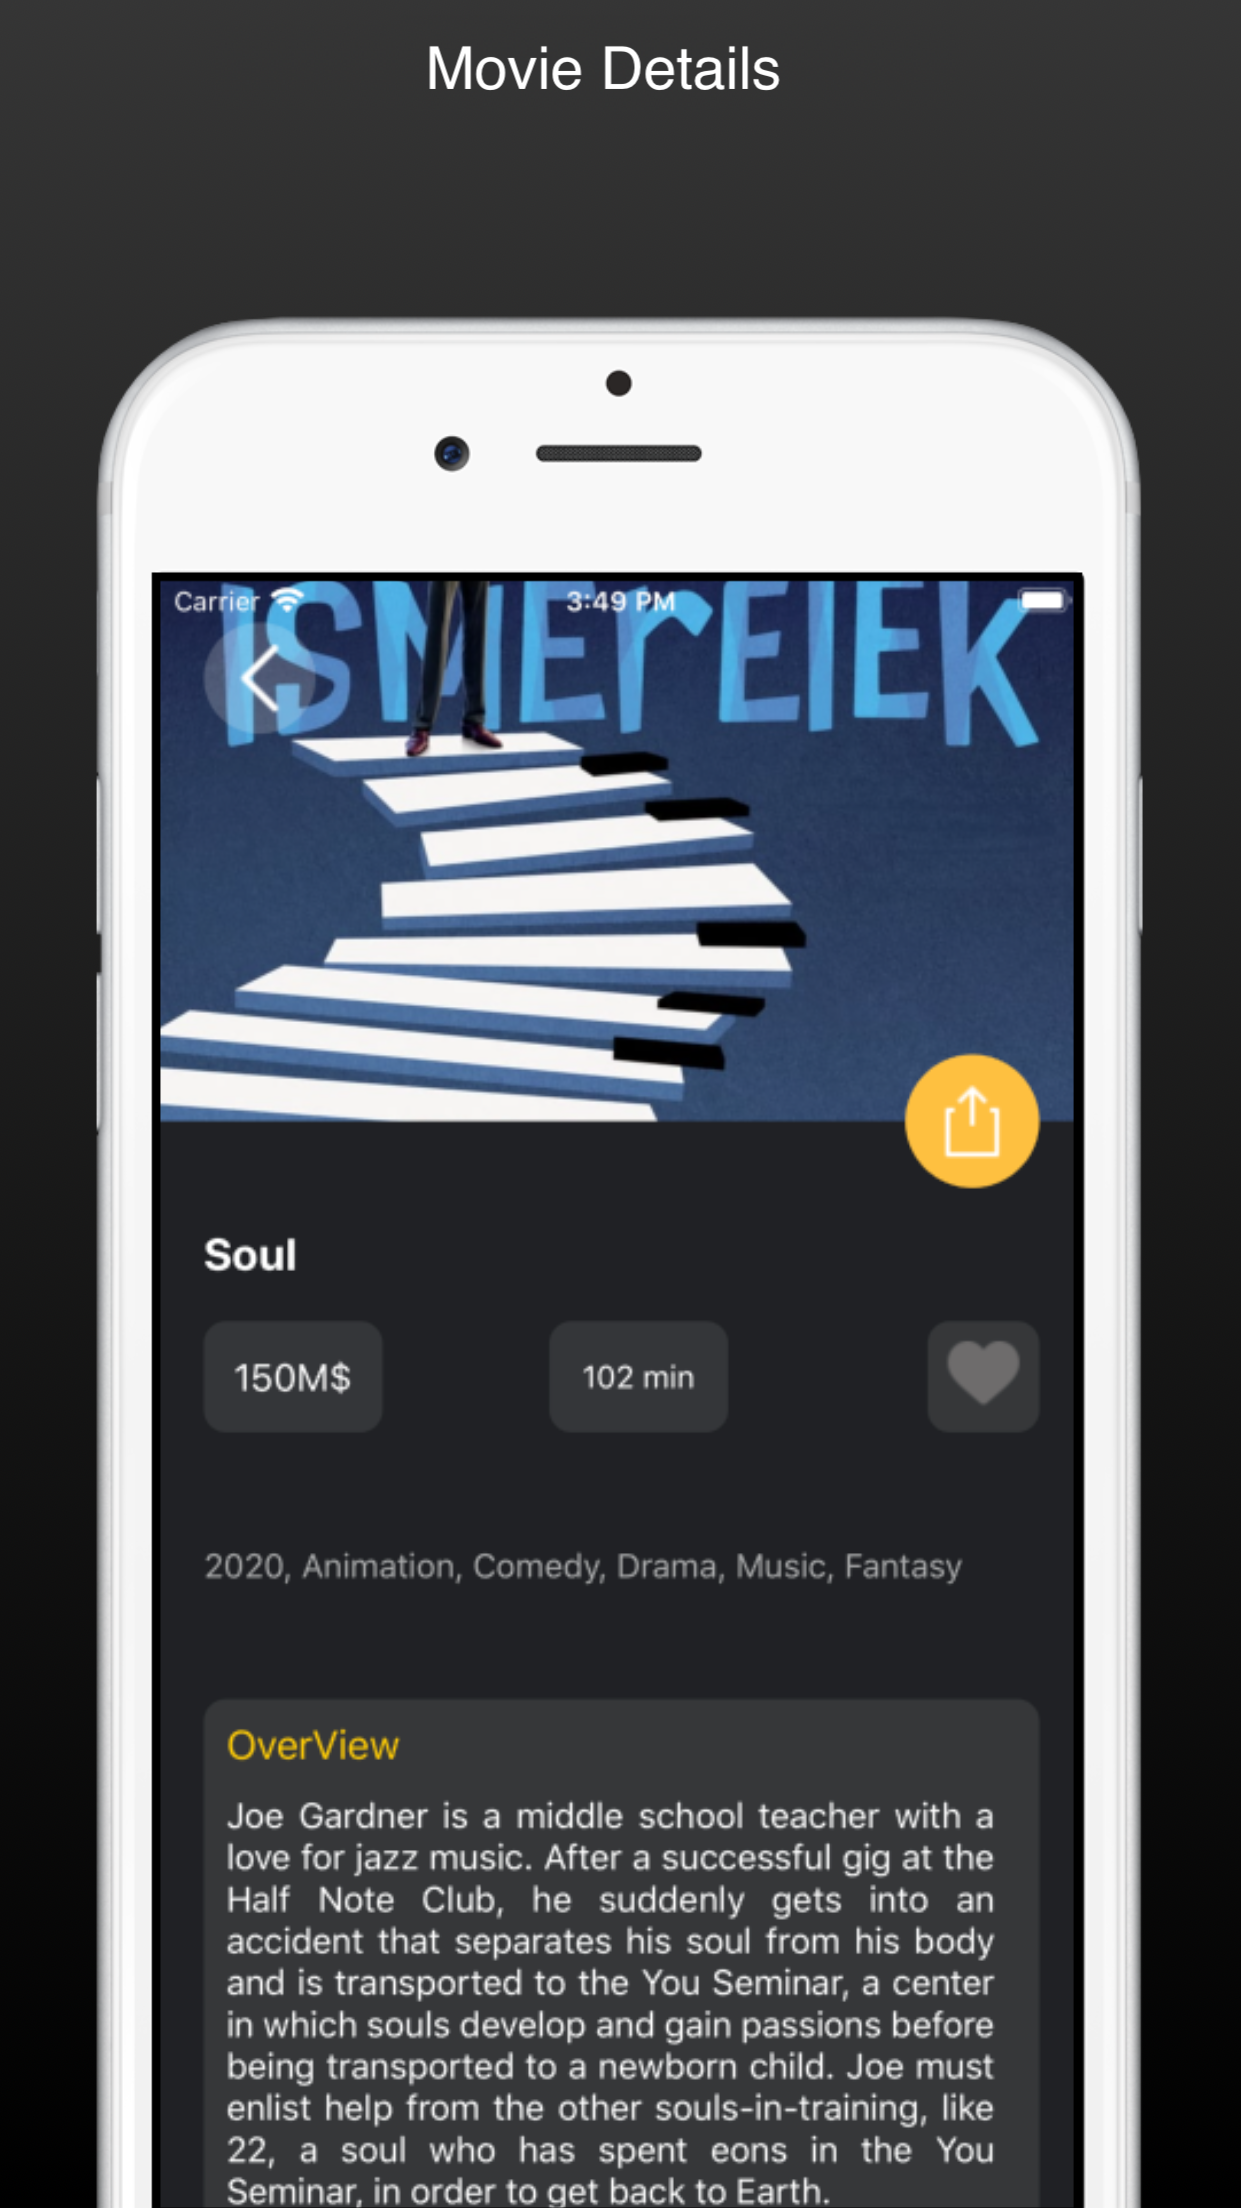 Movie Details
Carrier 3:49 PM
ISMErElEK
Soul
150M$
102 min
2020, Animation, Comedy, Drama, Music, Fantasy
OverView
Joe Gardner is a middle school teacher with a
love for jazz music. After a successful gig at the
Half Note Club, he suddenly gets into an
accident that separates his soul from his body
and is transported to the You Seminar, a center
in which souls develop and gain passions before
being transported to a newborn child. Joe must
enlist help from the other souls-in-training, like
22, a soul who has spent eons in the You
Seminar, in order to get back to Earth.